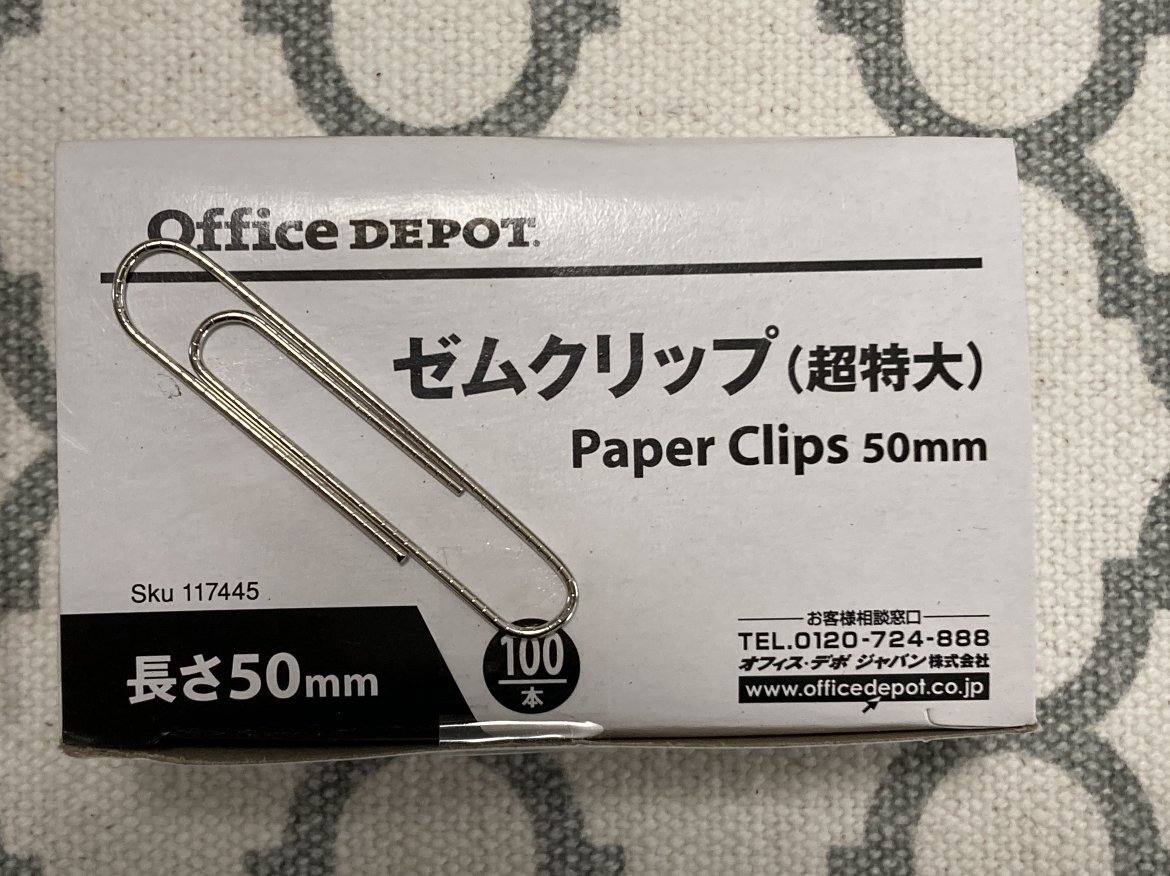 Office DEPOT.
ゼムクリップ（超特大）
Paper Clips 50mm
Sku 117445
長さ50mm
100
本
お客様相談窓口
TEL.0120-724-888
オフィス・デポ ジャパン株式会社
www.officedepot.co.jp